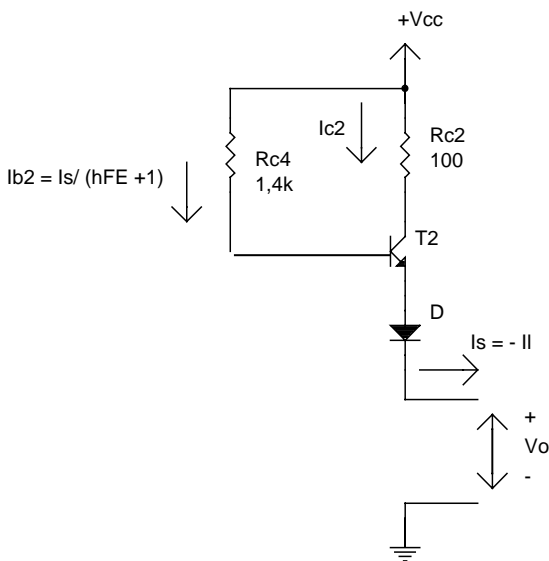 +Vcc
Ic2
Rc2
100
Rc4
1,4k
Ib2 = Is/ (hFE +1)
T2
D
Is = - Il
+
Vo
-